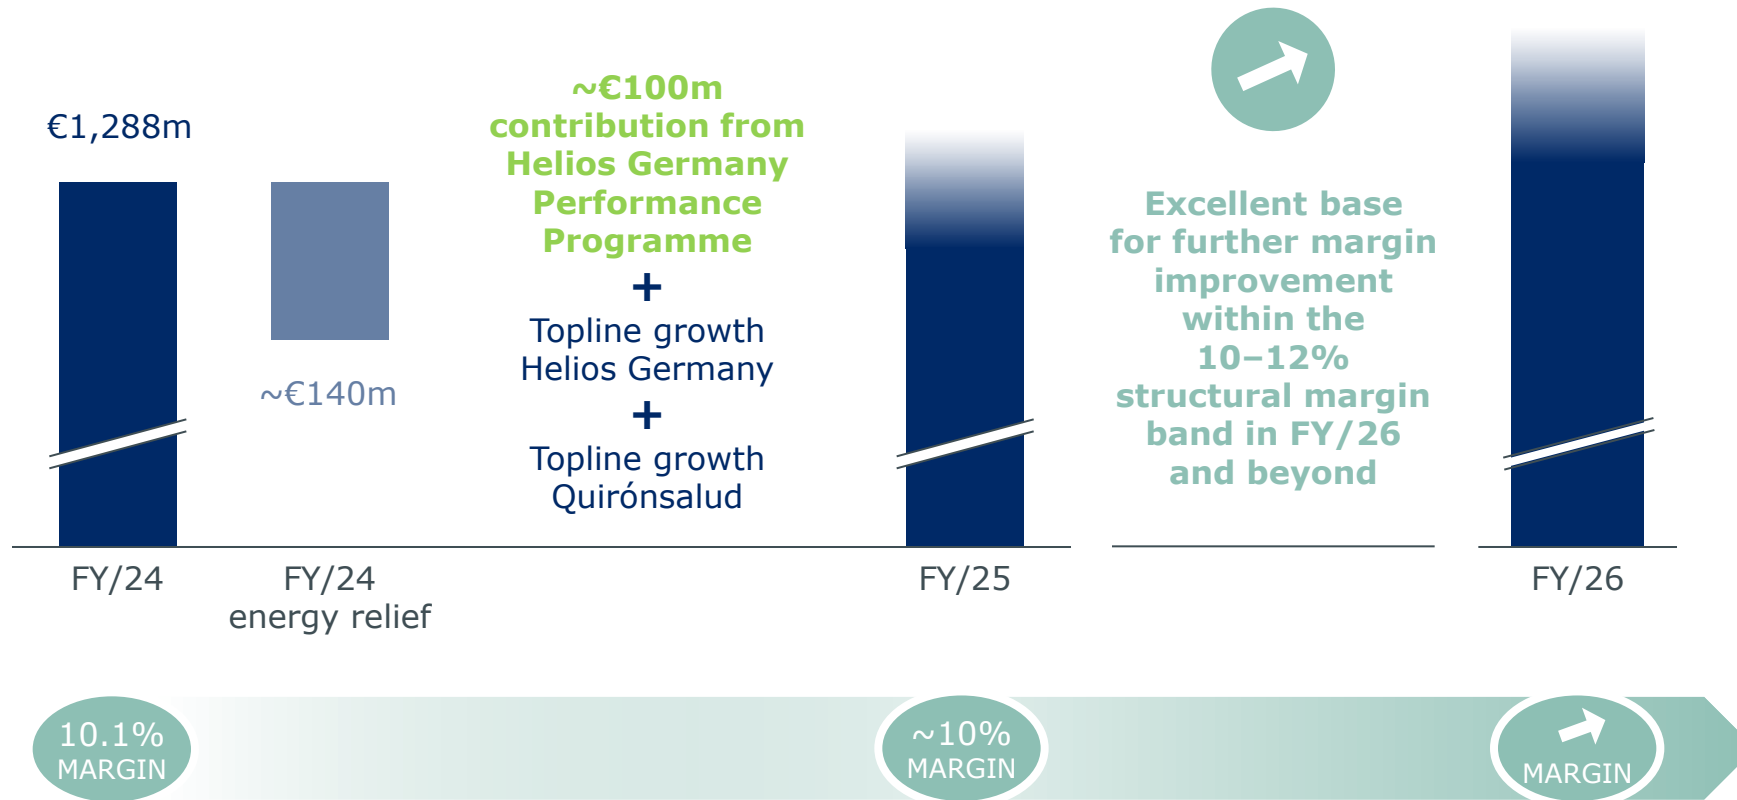 €1,288m
~€140m
~€100m
contribution from
Helios Germany
Performance
Programme
+
Topline growth
Helios Germany
+
Topline growth
Quirónsalud
Excellent base
for further margin
improvement
within the
10–12%
structural margin
band in FY/26
and beyond
FY/24
FY/24
energy relief
FY/25
FY/26
10.1%
MARGIN
~10%
MARGIN
MARGIN